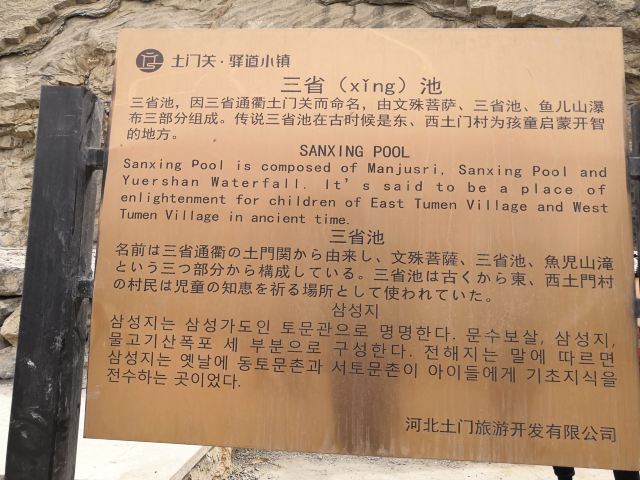 土门关·驿道小镇
三省（xǐng）池
三省池，因三省通衢土门关而命名，由文殊菩萨、三省池、鱼儿山瀑
布三部分组成。传说三省池在古时候是东、西土门村为孩童启蒙开智
的地方。
SANXING POOL
Sanxing Pool is composed of Manjusri, Sanxing Pool and
Yuershan Waterfall. It's said to be a place of
enlightenment for children of East Tumen Village and West
Tumen Village in ancient time.
三省池
名前は三省通衢の土門関から由来し、文殊菩薩、三省池、魚児山滝
という三つ部分から構成している。三省池は古くから東、西土門村
の村民は児童の知恵を祈る場所として使われていた。
삼성지
삼성지는 삼성가도인 토문관으로 명명한다. 문수보살, 삼성지,
물고기산폭포 세 부분으로 구성한다. 전해지는 말에 따르면
삼성지는 옛날에 동토문촌과 서토문촌이 아이들에게 기초지식을
전수하는 곳이었다.
河北土门旅游开发有限公司